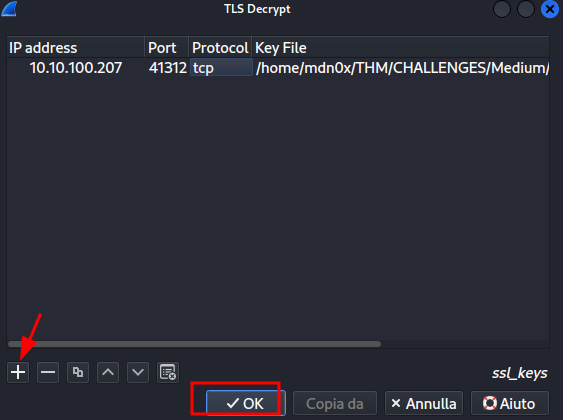 TLS Decrypt
IP address Port Protocol Key File
10.10.100.207 41312 tcp /home/mdn0x/THM/CHALLENGES/Medium/
ssl_keys
OK Copia da Annulla Aiuto